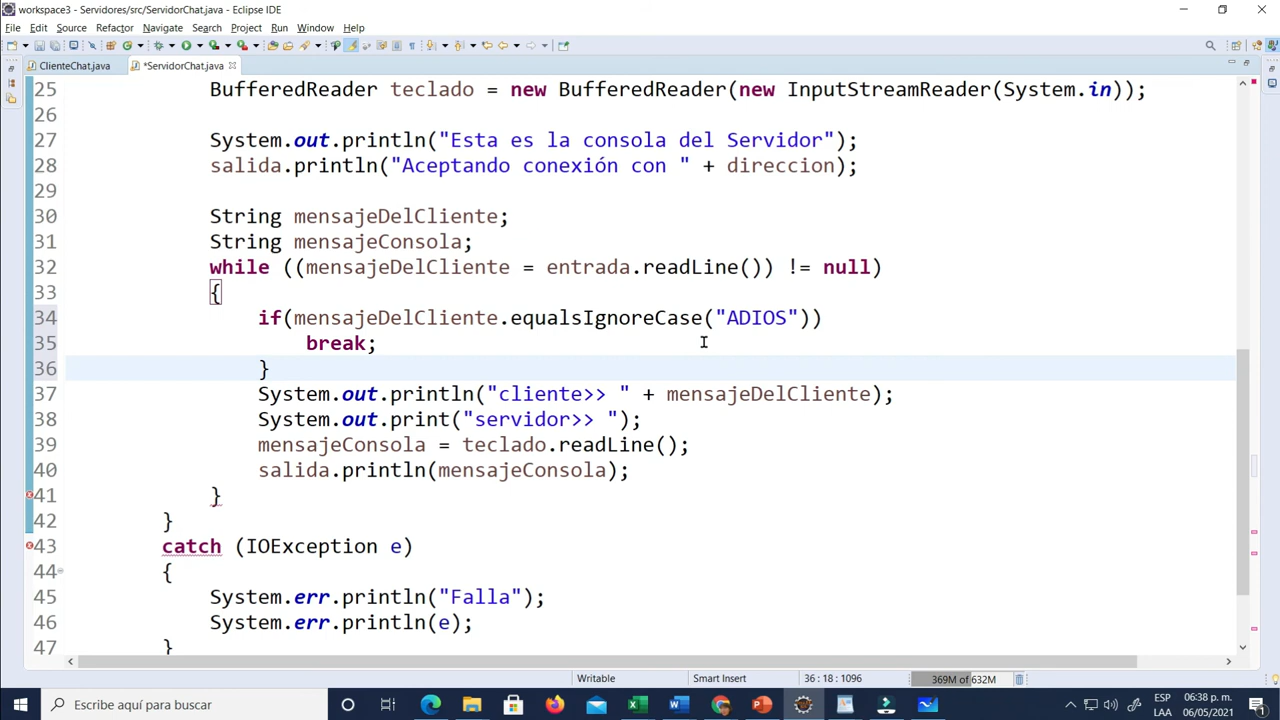 workspace3 - Servidores/src/ServidorChat.java - Eclipse IDE
File Edit Source Refactor Navigate Search Project Run Window Help
ClienteChat.java *ServidorChat.java
25 BufferedReader teclado = new BufferedReader(new InputStreamReader(System.in));
26
27 System.out.println("Esta es la consola del Servidor");
28 salida.println("Aceptando conexión con " + direccion);
29
30 String mensajeDelCliente;
31 String mensajeConsola;
32 while ((mensajeDelCliente = entrada.readLine()) != null)
33 {
34 if(mensajeDelCliente.equalsIgnoreCase("ADIOS"))
35 break;
36 }
37 System.out.println("cliente>> " + mensajeDelCliente);
38 System.out.print("servidor>> ");
39 mensajeConsola = teclado.readLine();
40 salida.println(mensajeConsola);
41 }
42 }
43 catch (IOException e)
44 {
45 System.err.println("Falla");
46 System.err.println(e);
47 }
Writable Smart Insert 36 : 18 : 1096 369M of 632M
Escribe aquí para buscar ESP 06:38 p. m.
LAA 06/05/2021 1